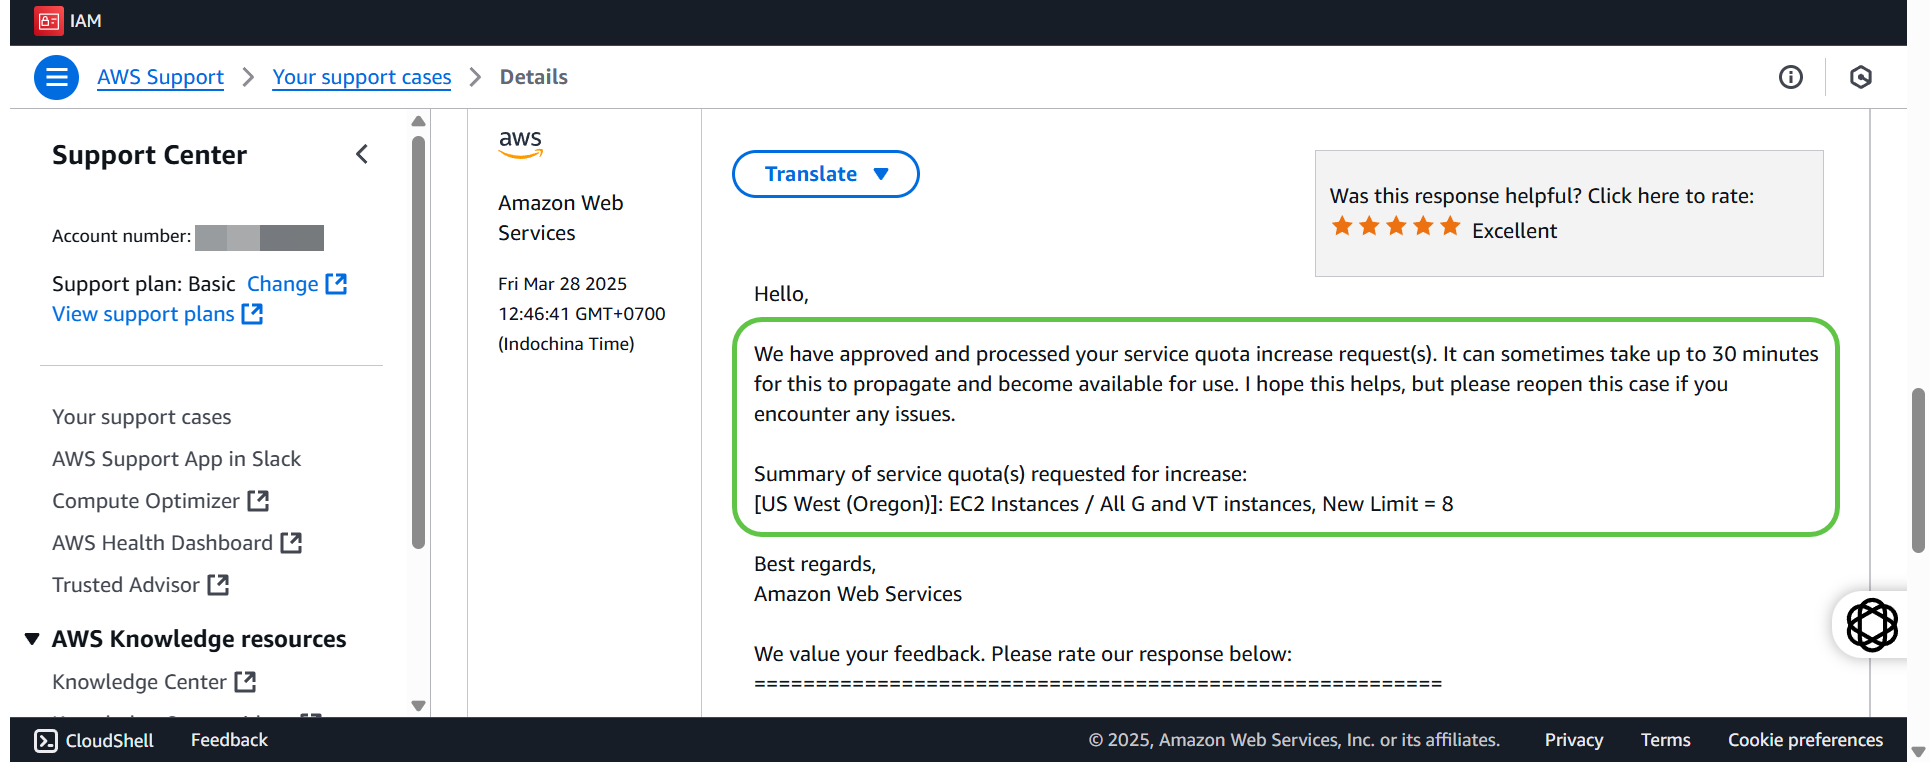 IAM
AWS Support
Your support cases
Details
Support Center
Account number:
Support plan: Basic Change
View support plans
Your support cases
AWS Support App in Slack
Compute Optimizer
AWS Health Dashboard
Trusted Advisor
AWS Knowledge resources
Knowledge Center
aws
Amazon Web
Services
Fri Mar 28 2025
12:46:41 GMT+0700
(Indochina Time)
Translate
Was this response helpful? Click here to rate:
Excellent
Hello,
We have approved and processed your service quota increase request(s). It can sometimes take up to 30 minutes
for this to propagate and become available for use. I hope this helps, but please reopen this case if you
encounter any issues.
Summary of service quota(s) requested for increase:
[US West (Oregon)]: EC2 Instances / All G and VT instances, New Limit = 8
Best regards,
Amazon Web Services
We value your feedback. Please rate our response below:
========================================================
CloudShell
Feedback
© 2025, Amazon Web Services, Inc. or its affiliates.
Privacy
Terms
Cookie preferences